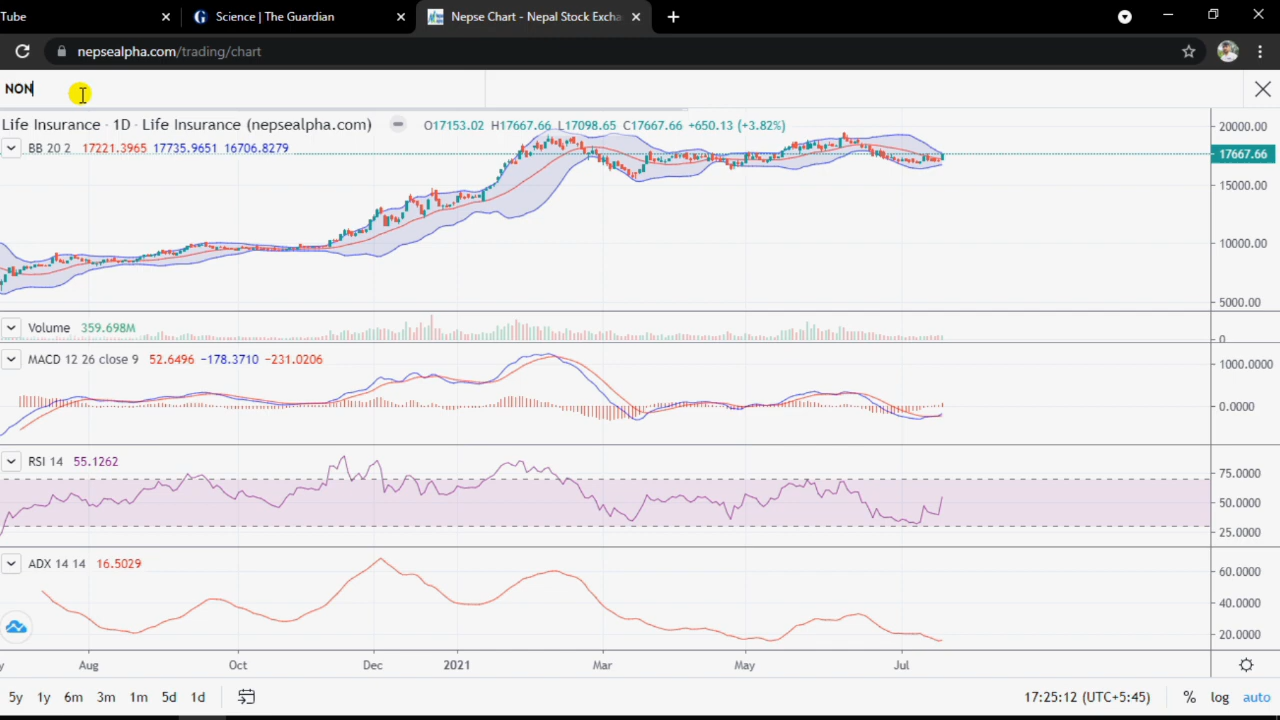 Tube
Science | The Guardian
Nepse Chart - Nepal Stock Excha
nepsealpha.com/trading/chart
NON
Life Insurance · 1D · Life Insurance (nepsealpha.com) O17153.02 H17667.66 L17098.65 C17667.66 +650.13 (+3.82%)
BB 20 2 17221.3965 17735.9651 16706.8279
20000.00
17667.66
15000.00
10000.00
5000.00
Volume 359.698M
0
MACD 12 26 close 9 52.6496 −178.3710 −231.0206
1000.0000
0.0000
RSI 14 55.1262
75.0000
50.0000
25.0000
ADX 14 14 16.5029
60.0000
40.0000
20.0000
y Aug Oct Dec 2021 Mar May Jul
5y 1y 6m 3m 1m 5d 1d 17:25:12 (UTC+5:45) % log auto